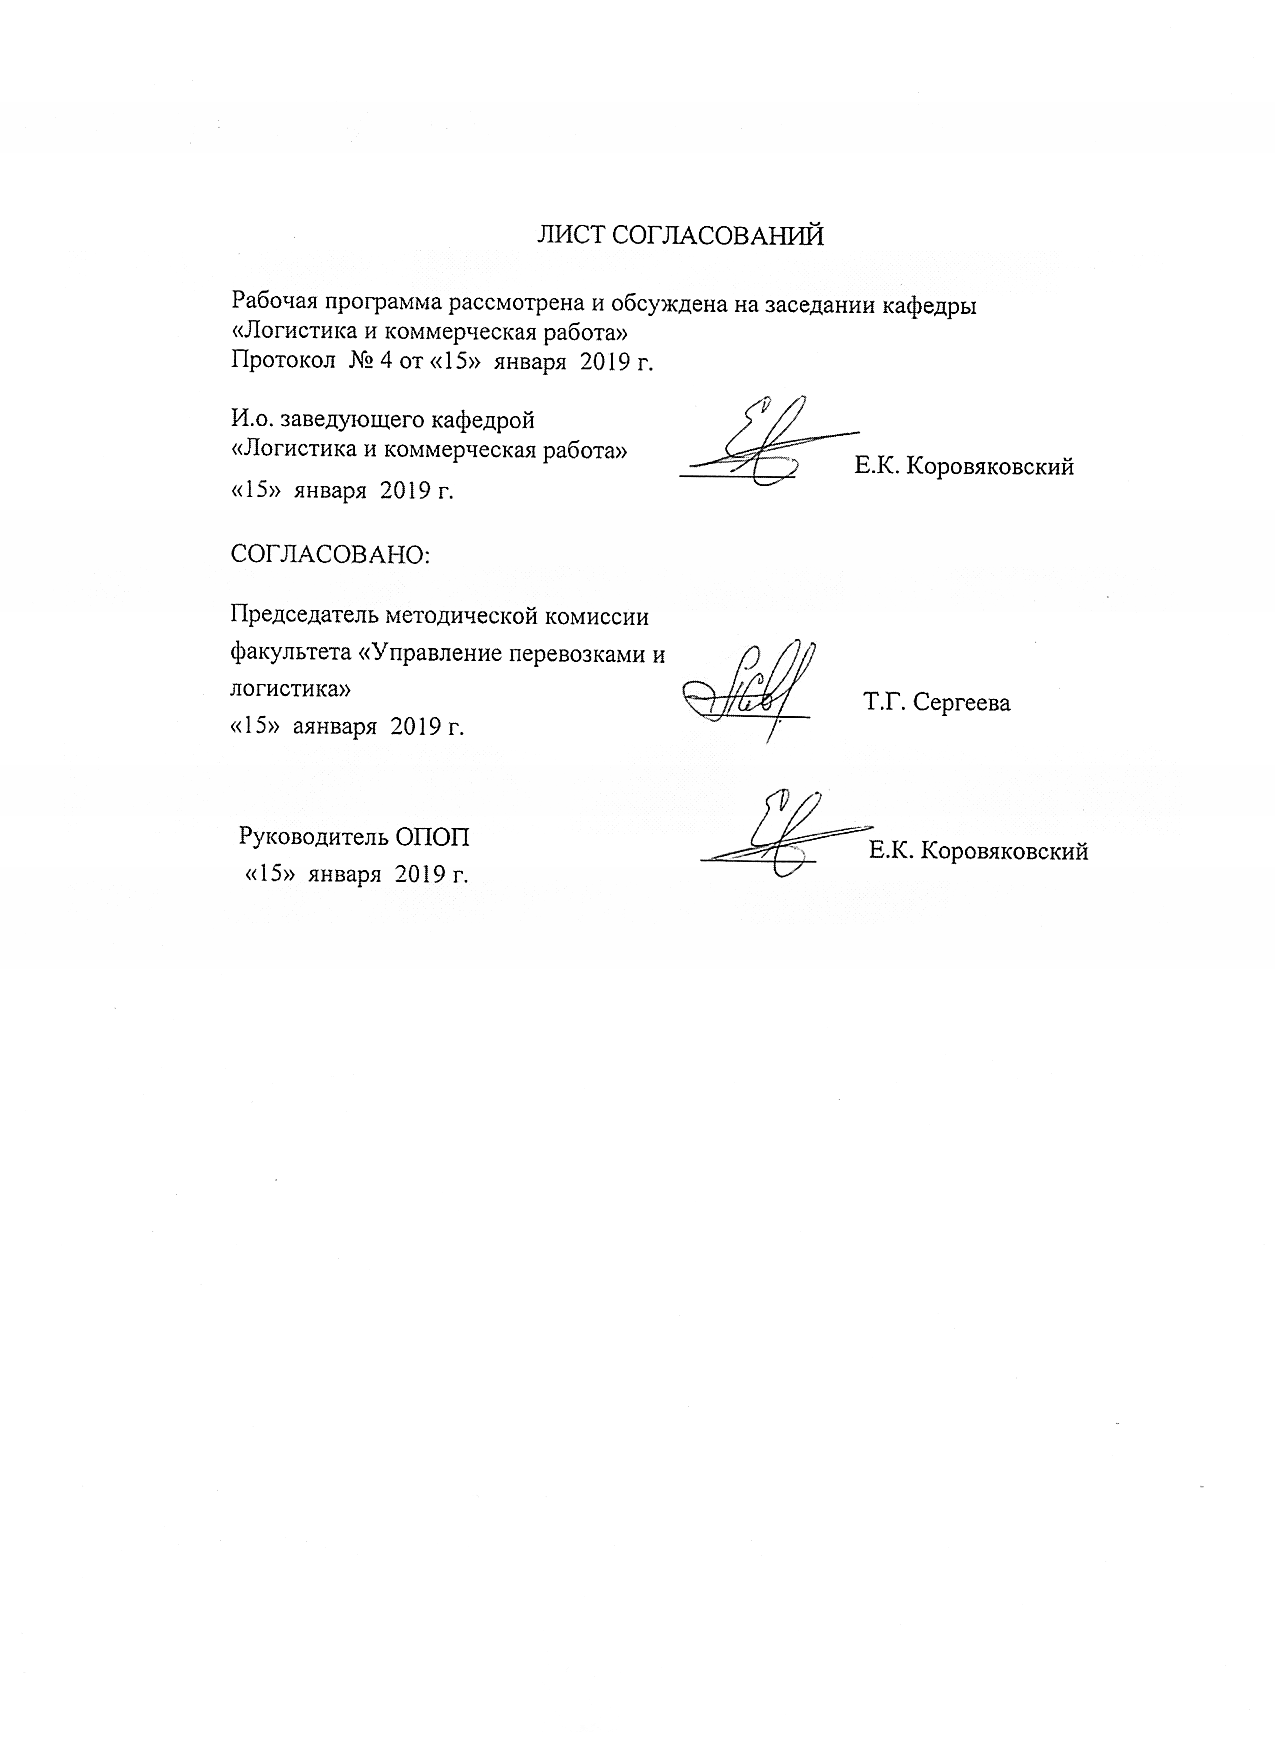 ЛИСТ СОГЛАСОВАНИЙ
Рабочая программа рассмотрена и обсуждена на заседании кафедры
«Логистика и коммерческая работа»
Протокол № 4 от «15» января 2019 г.
И.о. заведующего кафедрой
«Логистика и коммерческая работа»
Е.К. Коровяковский
«15» января 2019 г.
СОГЛАСОВАНО:
Председатель методической комиссии
факультета «Управление перевозками и
логистика»
Т.Г. Сергеева
«15» аянваря 2019 г.
Руководитель ОПОП
Е.К. Коровяковский
«15» января 2019 г.